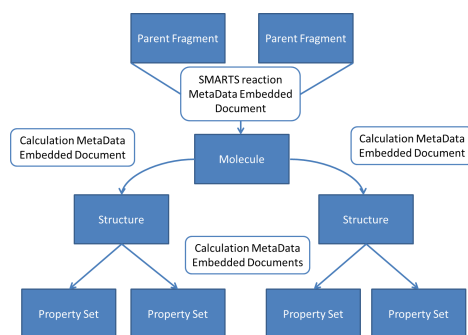 Parent Fragment
Parent Fragment
SMARTS reaction
MetaData Embedded
Document
Calculation MetaData
Embedded Document
Calculation MetaData
Embedded Document
Molecule
Structure
Structure
Calculation MetaData
Embedded Documents
Property Set
Property Set
Property Set
Property Set